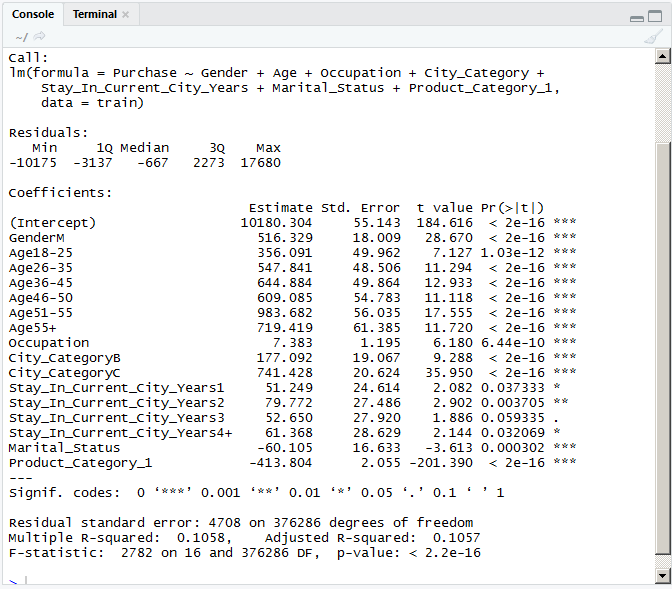 Console Terminal ×
~/
Call:
lm(formula = Purchase ~ Gender + Age + Occupation + City_Category +
    Stay_In_Current_City_Years + Marital_Status + Product_Category_1,
    data = train)
Residuals:
   Min     1Q Median     3Q    Max
-10175  -3137   -667   2273  17680
Coefficients:
                              Estimate Std. Error  t value Pr(>|t|)
(Intercept)                  10180.304     55.143  184.616  < 2e-16 ***
GenderM                        516.329     18.009   28.670  < 2e-16 ***
Age18-25                       356.091     49.962    7.127 1.03e-12 ***
Age26-35                       547.841     48.506   11.294  < 2e-16 ***
Age36-45                       644.884     49.864   12.933  < 2e-16 ***
Age46-50                       609.085     54.783   11.118  < 2e-16 ***
Age51-55                       983.682     56.035   17.555  < 2e-16 ***
Age55+                         719.419     61.385   11.720  < 2e-16 ***
Occupation                       7.383      1.195    6.180 6.44e-10 ***
City_CategoryB                 177.092     19.067    9.288  < 2e-16 ***
City_CategoryC                 741.428     20.624   35.950  < 2e-16 ***
Stay_In_Current_City_Years1     51.249     24.614    2.082 0.037333 *
Stay_In_Current_City_Years2     79.772     27.486    2.902 0.003705 **
Stay_In_Current_City_Years3     52.650     27.920    1.886 0.059335 .
Stay_In_Current_City_Years4+    61.368     28.629    2.144 0.032069 *
Marital_Status                 -60.105     16.633   -3.613 0.000302 ***
Product_Category_1            -413.804      2.055 -201.390  < 2e-16 ***
---
Signif. codes:  0 ‘***’ 0.001 ‘**’ 0.01 ‘*’ 0.05 ‘.’ 0.1 ‘ ’ 1
Residual standard error: 4708 on 376286 degrees of freedom
Multiple R-squared:  0.1058,    Adjusted R-squared:  0.1057
F-statistic:  2782 on 16 and 376286 DF,  p-value: < 2.2e-16
>